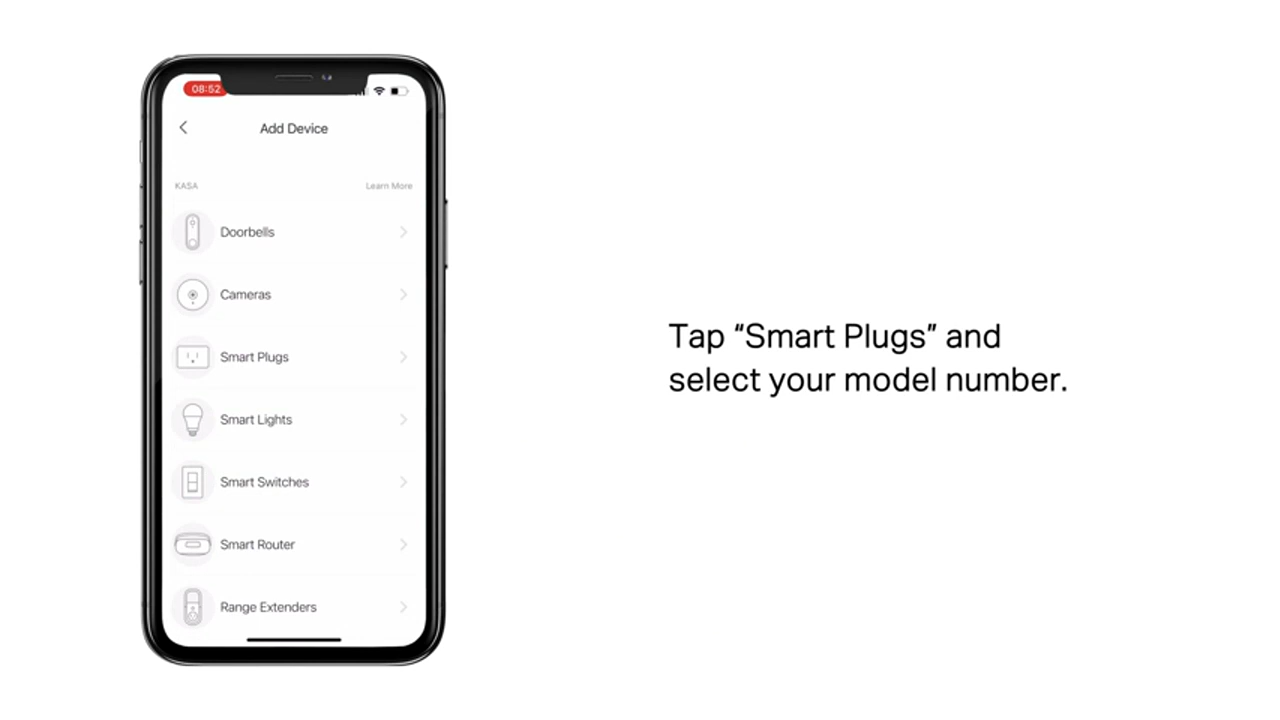 08:52
Add Device
KASA Learn More
Doorbells
Cameras
Smart Plugs
Smart Lights
Smart Switches
Smart Router
Range Extenders
Tap “Smart Plugs” and
select your model number.